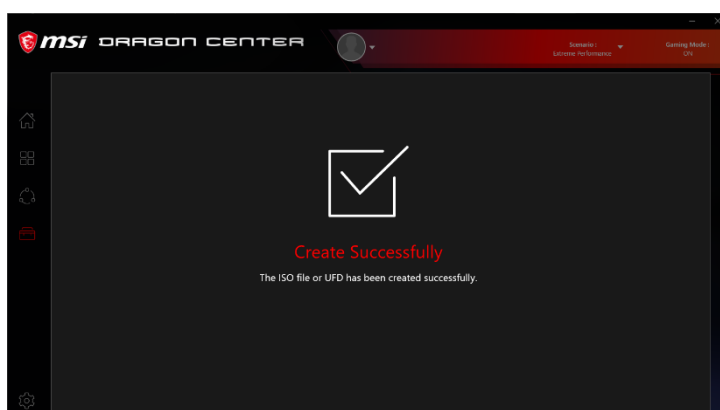 msi DRAGON CENTER
Scenario :
Extreme Performance
Gaming Mode :
ON
Create Successfully
The ISO file or UFD has been created successfully.